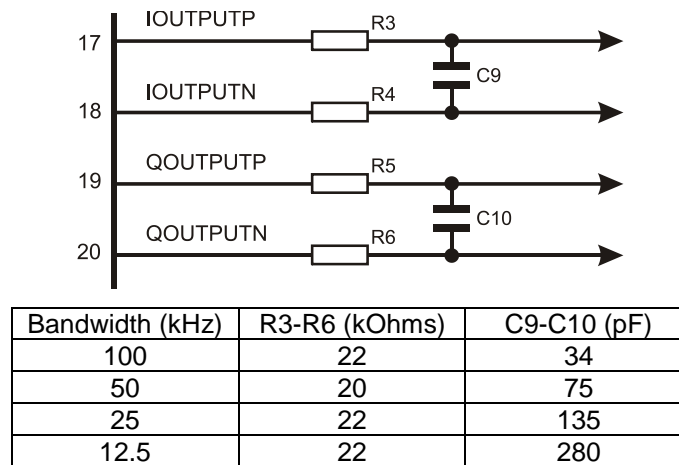 IOUTPUTP
R3
17
C9
IOUTPUTN
R4
18
QOUTPUTP
R5
19
C10
QOUTPUTN
R6
20
Bandwidth (kHz) R3-R6 (kOhms) C9-C10 (pF)
100 22 34
50 20 75
25 22 135
12.5 22 280